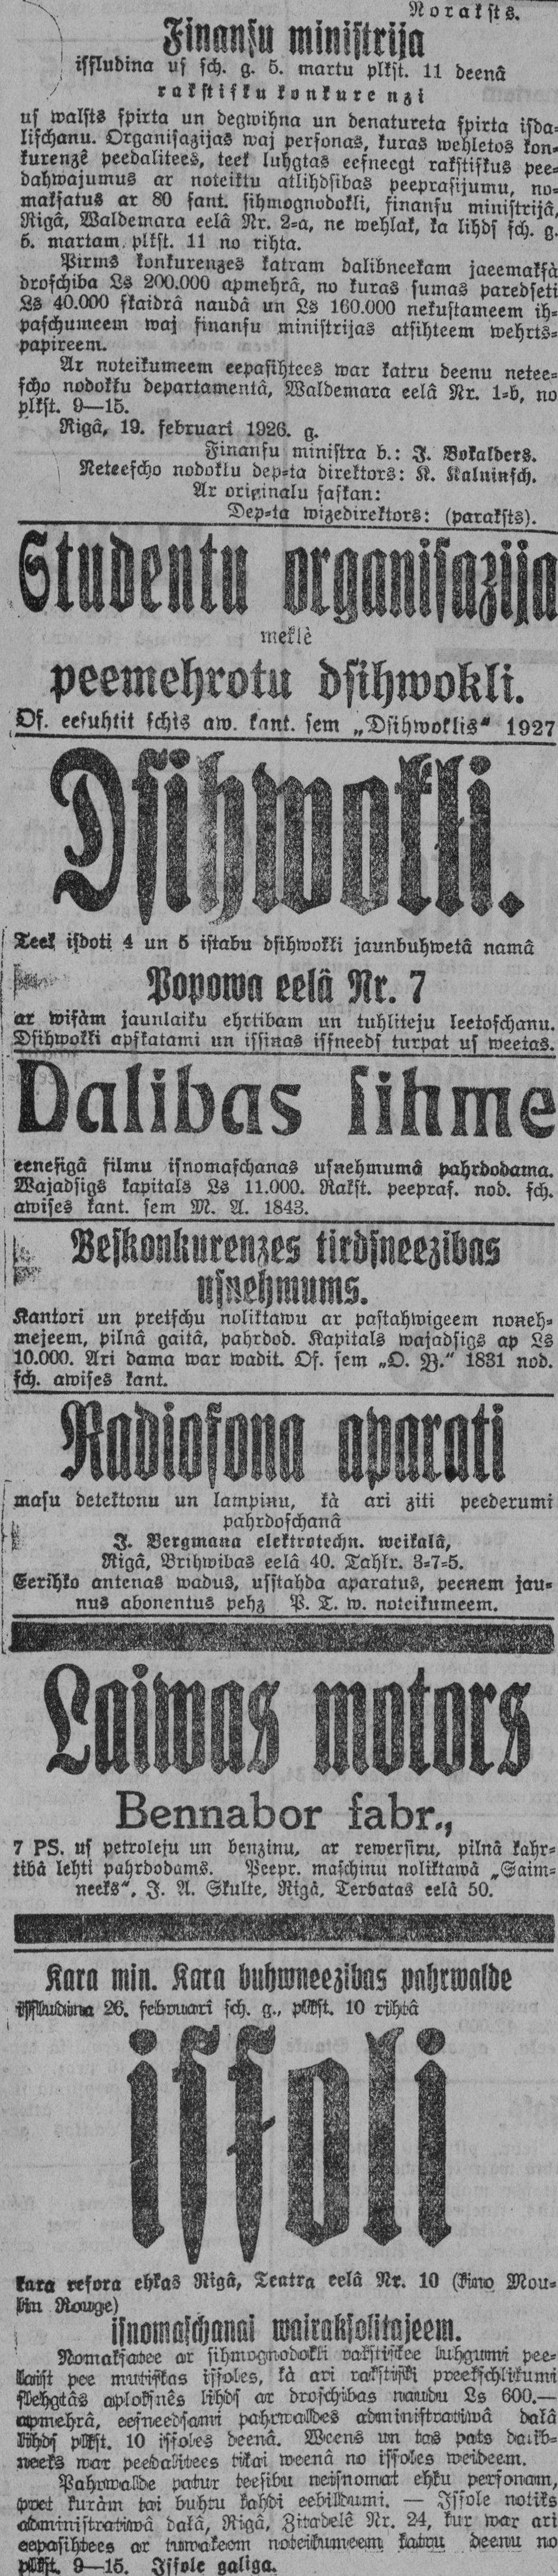 Noraksts.
Finanſu miniſtrija
iſſludina uſ ſch. g. 5. martu plkſt. 11 deenâ
rakſtiſku konkurenzi
uſ walſts ſpirta un degwihna un denatureta ſpirta iſda-
liſchanu. Organiſazijas waj perſonas, kuras wehletos kon-
kurenzê peedalitees, teek luhgtas eeſneegt rakſtiſkus pee-
dahwajumus ar noteiktu atlihdſibas peepraſijumu, no-
makſatus ar 80 ſant. ſihmognodokli, finanſu miniſtrijâ,
Rigâ, Waldemara eelâ Nr. 2-a, ne wehlak, ka lihdſ ſch. g.
5. martam, plkſt. 11 no rihta.
Pirms konkurenzes katram dalibneekam jaeemakſâ
droſchiba Ls 200.000 apmehrâ, no kuras ſumas paredſeti
Ls 40.000 ſkaidrâ naudâ un Ls 160.000 nekuſtameem ih-
paſchumeem waj finanſu miniſtrijas atſihteem wehrts-
papireem.
Ar noteikumeem eepaſihtees war katru deenu netee-
ſcho nodokļu departamentâ, Waldemara eelâ Nr. 1-b, no
plkſt. 9—15.
Rigâ, 19. februari 1926. g.
Finanſu miniſtra b.: J. Bokalders.
Neteeſcho nodoklu dep-ta direktors: K. Kalninſch.
Ar originalu ſaſkan:
Dep-ta wizedirektors: (parakſts).
Studentu organiſazija
meklê
peemehrotu dſihwokli.
Of. eeſuhtit ſchis aw. kant. ſem „Dſihwoklis“ 1927
Dſihwokli.
Teek iſdoti 4 un 5 iſtabu dſihwokli jaunbuhwetâ namâ
Popowa eelâ Nr. 7
ar wiſâm jaunlaiku ehrtibam un tuhliteju leetoſchanu.
Dſihwokli apſkatami un iſſinas iſſneedſ turpat uſ weetas.
Dalibas ſihme
eeneſigâ filmu iſnomaſchanas uſnehmumâ pahrdodama.
Wajadſigs kapitals Ls 11.000. Rakſt. peepraſ. nod. ſch.
awiſes kant. ſem M. A. 1843.
Beſkonkurenzes tirdſneezibas
uſnehmums.
Kantori un pretſchu noliktawu ar paſtahwigeem noņeh-
mejeem, pilnâ gaitâ, pahrdod. Kapitals wajadſigs ap Ls
10.000. Ari dama war wadit. Of. ſem „O. B.“ 1831 nod.
ſch. awiſes kant.
Radiofona aparati
maſu detektonu un lampiņu, kâ ari ziti peederumi
pahrdoſchanâ
J. Bergmana elektrotechn. weikalâ,
Rigâ, Brihwibas eelâ 40. Tahlr. 3-7-5.
Eerihko antenas wadus, uſſtahda aparatus, peeņem jau-
nus abonentus pehz P. T. w. noteikumeem.
Laiwas motors
Bennabor fabr.,
7 PS. uſ petroleju un benzinu, ar rewerſiru, pilnâ kahr-
tibâ lehti pahrdodams. Peepr. maſchinu noliktawâ „Saim-
neeks“, J. A. Skulte, Rigâ, Terbatas eelâ 50.
Kara min. Kara buhwneezibas pahrwalde
iſſludina 26. februari ſch. g., plkſt. 10 rihtâ
iſſoli
kara reſora ehkas Rigâ, Teatra eelâ Nr. 10 (kino Mou-
lin Rouge)
iſnomaſchanai wairakſolitajeem.
Nomakſatee ar ſihmognodokli rakſtiſkee luhgumi pee-
laiſt pee mutiſkas iſſoles, kâ ari rakſtiſki preekſchlikumi
ſlehgtâs aplokſnês lihdſ ar droſchibas naudu Ls 600.—
apmehrâ, eeſneedſami pahrwaldes adminiſtratiwâ daļâ
lihdſ plkſt. 10 iſſoles deenâ. Weens un tas pats dalib-
neeks war peedalitees tikai weenâ no iſſoles weideem.
Pahrwalde patur teeſibu neiſnomat ehku perſonam,
pret kurâm tai buhtu kahdi eebildumi. — Iſſole notiks
adminiſtratiwâ daļâ, Rigâ, Zitadelê Nr. 24, kur war ari
eepaſihtees ar tuwakeem noteikumeem katru deenu no
plkſt. 9—15. Iſſole galiga.